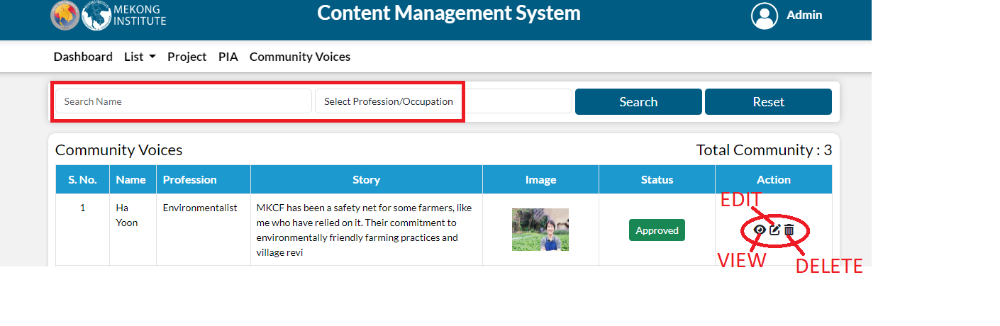 MEKONG
INSTITUTE
Content Management System
Admin
Dashboard List Project PIA Community Voices
Search Name Select Profession/Occupation Search Reset
Community Voices Total Community : 3
S. No. Name Profession Story Image Status Action
1 Ha Yoon Environmentalist MKCF has been a safety net for some farmers, like
me who have relied on it. Their commitment to
environmentally friendly farming practices and
village revi
Approved
EDIT
VIEW
DELETE